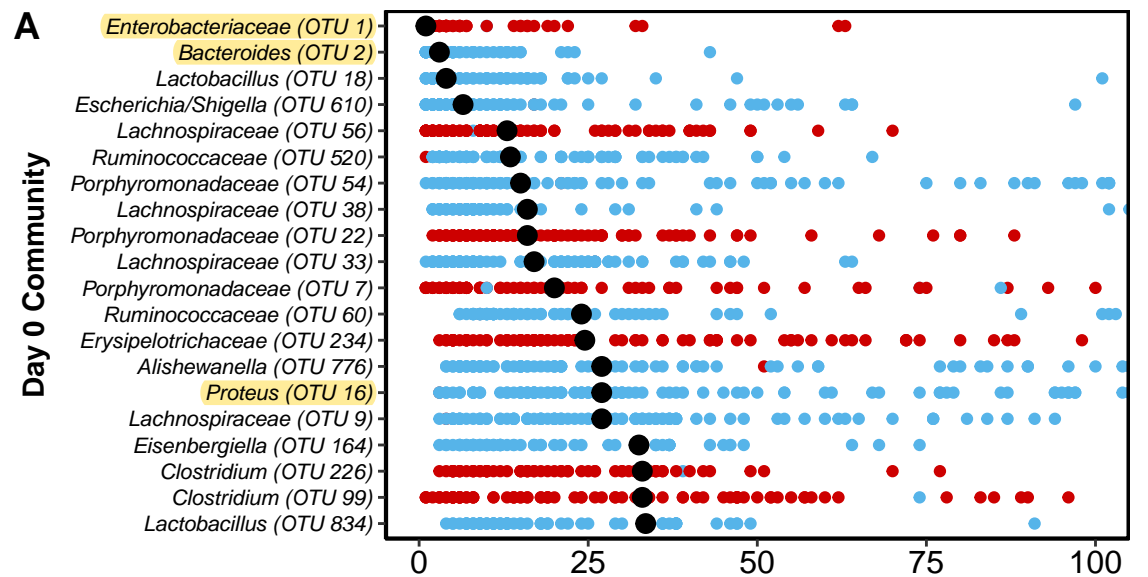 A
Day 0 Community
Enterobacteriaceae (OTU 1)
Bacteroides (OTU 2)
Lactobacillus (OTU 18)
Escherichia/Shigella (OTU 610)
Lachnospiraceae (OTU 56)
Ruminococcaceae (OTU 520)
Porphyromonadaceae (OTU 54)
Lachnospiraceae (OTU 38)
Porphyromonadaceae (OTU 22)
Lachnospiraceae (OTU 33)
Porphyromonadaceae (OTU 7)
Ruminococcaceae (OTU 60)
Erysipelotrichaceae (OTU 234)
Alishewanella (OTU 776)
Proteus (OTU 16)
Lachnospiraceae (OTU 9)
Eisenbergiella (OTU 164)
Clostridium (OTU 226)
Clostridium (OTU 99)
Lactobacillus (OTU 834)
0 25 50 75 100